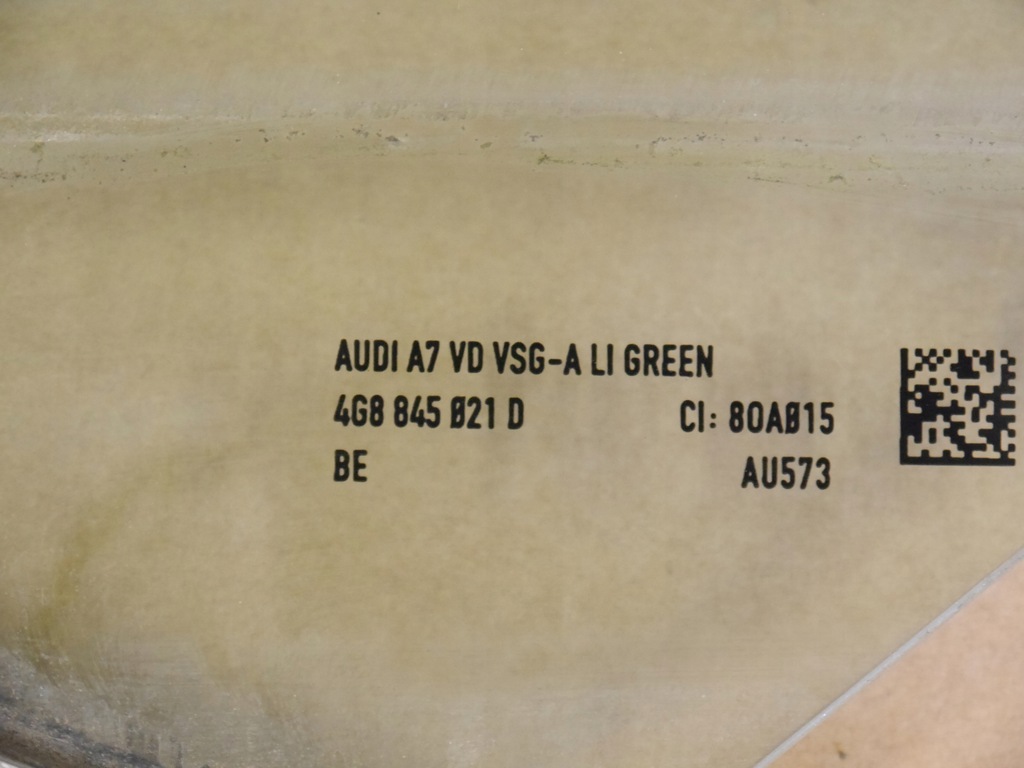 AUDI A7 VD VSG-A LI GREEN
4G8 845 021 D CI: 80A015
BE AU573